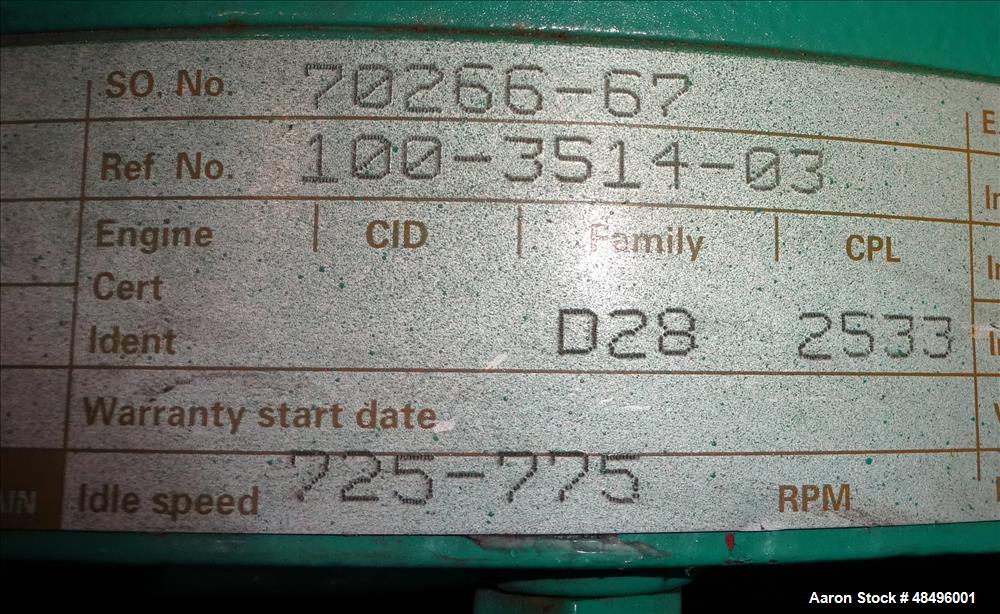 SO. No. 70266-67
Ref No. 100-3514-03
Engine CID Family CPL
Cert
Ident D28 2533
Warranty start date
Idle speed 725-775 RPM
Aaron Stock # 48496001